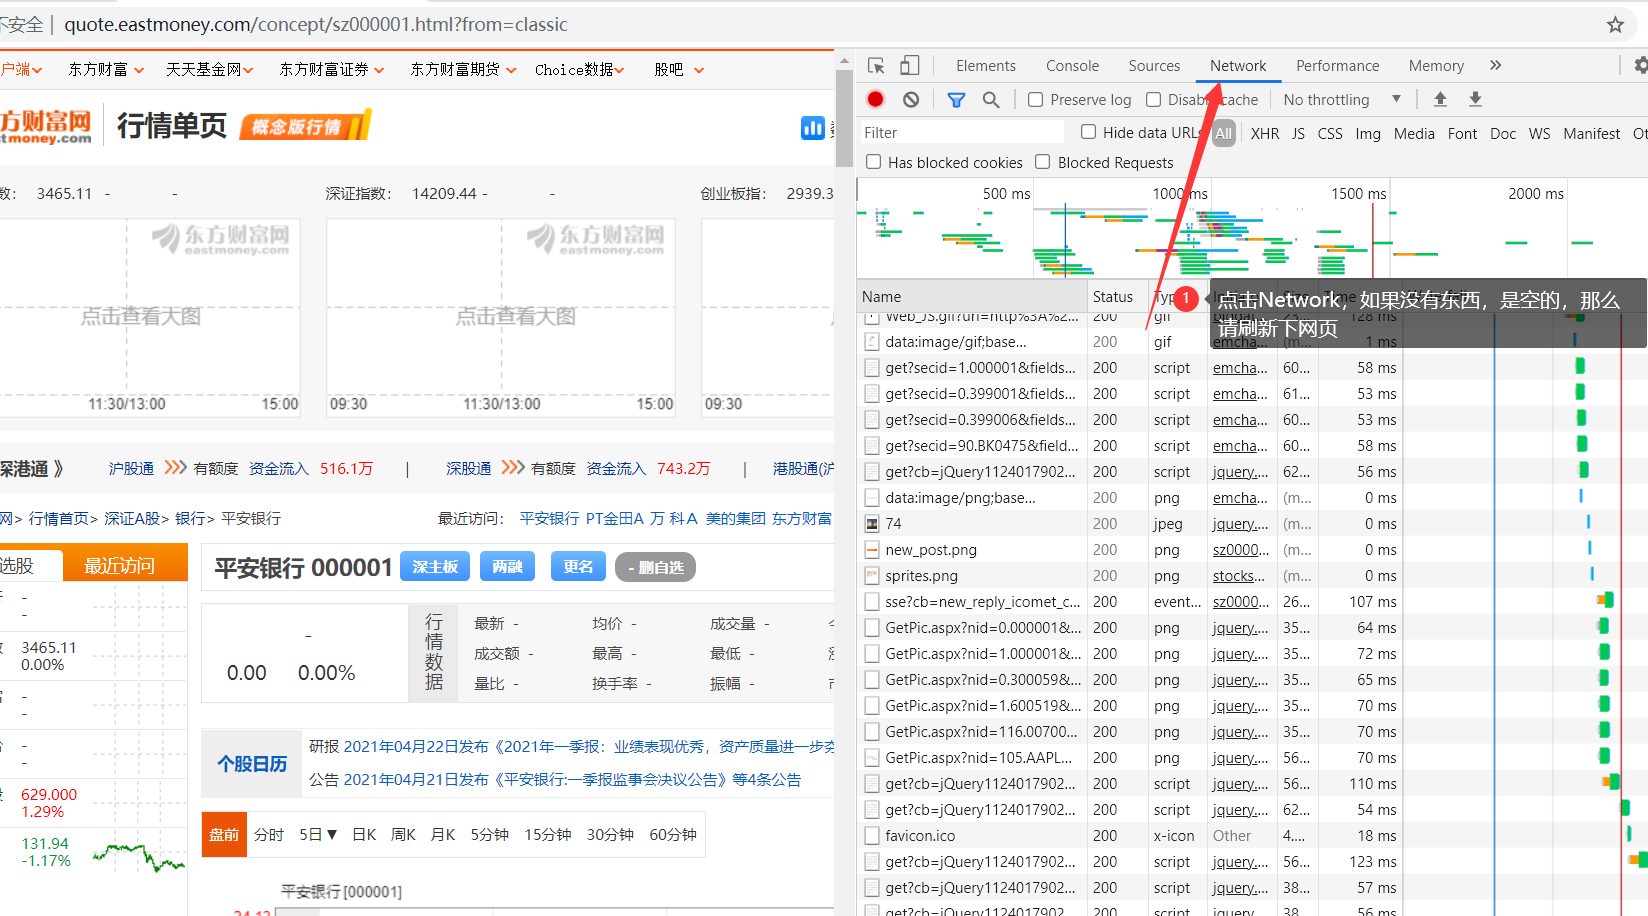 不安全 | quote.eastmoney.com/concept/sz000001.html?from=classic
户端 东方财富 天天基金网 东方财富证券 东方财富期货 Choice数据 股吧
方财富网
stmoney.com
行情单页 概念版行情
数： 3465.11 - - 深证指数： 14209.44 - - 创业板指： 2939.3
东方财富网
eastmoney.com
东方财富网
eastmoney.com
点击查看大图 点击查看大图
11:30/13:00 15:00 09:30 11:30/13:00 15:00 09:30
深港通 》 沪股通 有额度 资金流入 516.1万 | 深股通 有额度 资金流入 743.2万 | 港股通(沪
网> 行情首页> 深证A股> 银行> 平安银行 最近访问： 平安银行 PT金田A 万 科A 美的集团 东方财富
选股 最近访问
平安银行 000001 深主板 两融 更名 - 删自选
-
-
3465.11
0.00%
-
-
-
-
629.000
1.29%
131.94
-1.17%
-
0.00 0.00%
行情数据
最新 - 均价 - 成交量 -
成交额 - 最高 - 最低 -
量比 - 换手率 - 振幅 -
个股日历
研报 2021年04月22日发布《2021年一季报：业绩表现优秀，资产质量进一步夯
公告 2021年04月21日发布《平安银行:一季报监事会决议公告》等4条公告
盘前 分时 5日▼ 日K 周K 月K 5分钟 15分钟 30分钟 60分钟
平安银行 [000001]
Elements Console Sources Network Performance Memory »
Preserve log Disable cache No throttling ▼
Filter Hide data URLs All XHR JS CSS Img Media Font Doc WS Manifest Ot
Has blocked cookies Blocked Requests
500 ms 1000 ms 1500 ms 2000 ms
Name Status Typ
1 点击Network，如果没有东西，是空的，那么
请刷新下网页
Web_JS.gif?url=http%3A%2... 200 gif 128 ms
data:image/gif;base... 200 gif emcha... (m... 1 ms
get?secid=1.000001&fields... 200 script emcha... 60... 58 ms
get?secid=0.399001&fields... 200 script emcha... 61... 53 ms
get?secid=0.399006&fields... 200 script emcha... 60... 53 ms
get?secid=90.BK0475&field... 200 script emcha... 60... 58 ms
get?cb=jQuery1124017902... 200 script jquery.... 62... 56 ms
data:image/png;base... 200 png emcha... (m... 0 ms
74 200 jpeg jquery.... (m... 0 ms
new_post.png 200 png sz0000... (m... 0 ms
sprites.png 200 png stocks... (m... 0 ms
sse?cb=new_reply_icomet_c... 200 event... sz0000... 26... 107 ms
GetPic.aspx?nid=0.000001&... 200 png jquery.... 35... 64 ms
GetPic.aspx?nid=1.000001&... 200 png jquery.... 35... 72 ms
GetPic.aspx?nid=0.300059&... 200 png jquery.... 35... 65 ms
GetPic.aspx?nid=1.600519&... 200 png jquery.... 35... 70 ms
GetPic.aspx?nid=116.00700... 200 png jquery.... 35... 70 ms
GetPic.aspx?nid=105.AAPL... 200 png jquery.... 56... 70 ms
get?cb=jQuery1124017902... 200 script jquery.... 56... 110 ms
get?cb=jQuery1124017902... 200 script jquery.... 62... 54 ms
favicon.ico 200 x-icon Other 4.... 18 ms
get?cb=jQuery1124017902... 200 script jquery.... 56... 123 ms
get?cb=jQuery1124017902... 200 script jquery.... 38... 57 ms
get?cb=jQuery1124017902... 200 script jquery.... 38... 56 ms